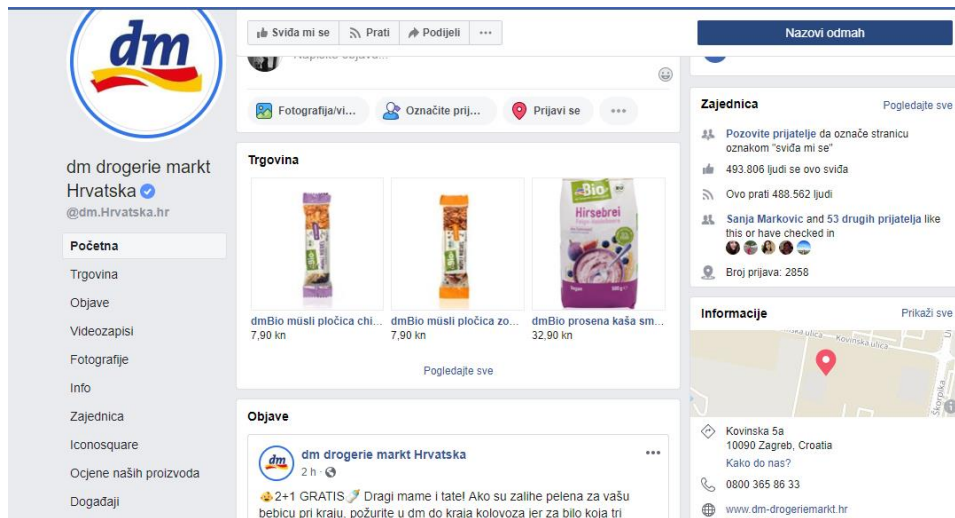 dm
Sviđa mi se
Prati
Podijeli
Nazovi odmah
dm drogerie markt
Hrvatska
@dm.Hrvatska.hr
Početna
Trgovina
Objave
Videozapisi
Fotografije
Info
Zajednica
Iconosquare
Ocjene naših proizvoda
Događaji
Fotografija/vi...
Označite prij...
Prijavi se
Trgovina
dmBio
Hirsebrei
dmBio müsli pločica chi...
7,90 kn
dmBio müsli pločica zo...
7,90 kn
dmBio prosena kaša sm...
32,90 kn
Pogledajte sve
Objave
dm
dm drogerie markt Hrvatska
2 h
2+1 GRATIS Dragi mame i tate! Ako su zalihe pelena za vašu
bebicu pri kraju, požurite u dm do kraja kolovoza jer za bilo koja tri
Zajednica
Pogledajte sve
Pozovite prijatelje da označe stranicu
oznakom "sviđa mi se"
493.806 ljudi se ovo sviđa
Ovo prati 488.562 ljudi
Sanja Markovic and 53 drugih prijatelja like
this or have checked in
Broj prijava: 2858
Informacije
Prikaži sve
Kovinska ulica
Škorpika
Kovinska 5a
10090 Zagreb, Croatia
Kako do nas?
0800 365 86 33
www.dm-drogeriemarkt.hr